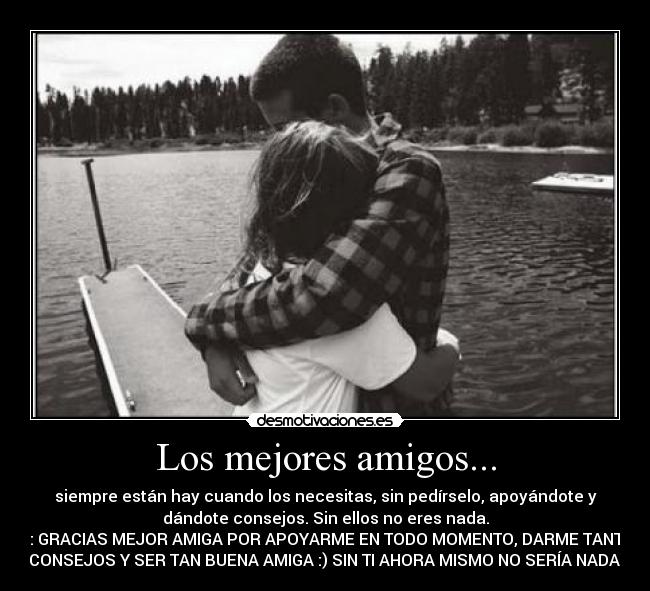 desmotivaciones.es
Los mejores amigos...
siempre están hay cuando los necesitas, sin pedírselo, apoyándote y
dándote consejos. Sin ellos no eres nada.
: GRACIAS MEJOR AMIGA POR APOYARME EN TODO MOMENTO, DARME TANT
CONSEJOS Y SER TAN BUENA AMIGA :) SIN TI AHORA MISMO NO SERÍA NADA